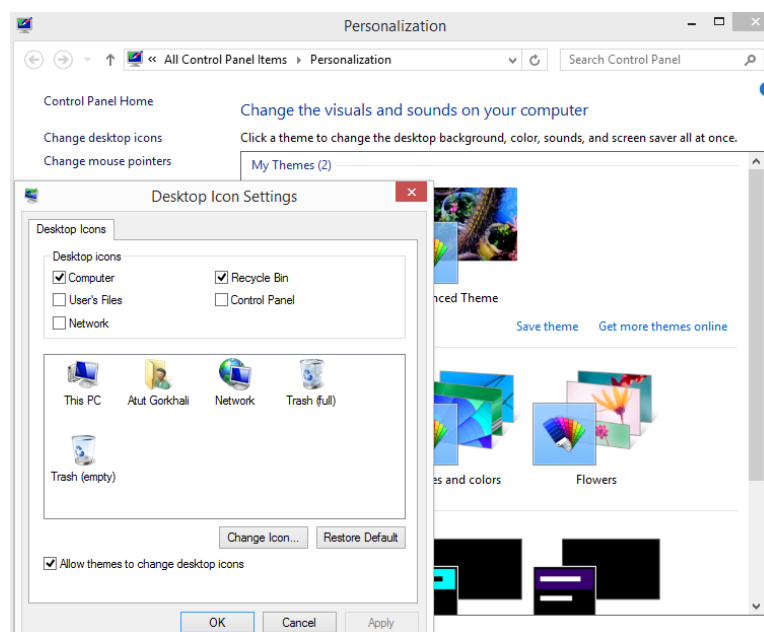 Personalization
« All Control Panel Items Personalization
Search Control Panel
Control Panel Home
Change desktop icons
Change mouse pointers
Change the visuals and sounds on your computer
Click a theme to change the desktop background, color, sounds, and screen saver all at once.
My Themes (2)
nced Theme
Save theme Get more themes online
es and colors
Flowers
Desktop Icon Settings
Desktop Icons
Desktop icons
Computer
Recycle Bin
User's Files
Control Panel
Network
This PC
Atut Gorkhali
Network
Trash (full)
Trash (empty)
Change Icon...
Restore Default
Allow themes to change desktop icons
OK
Cancel
Apply